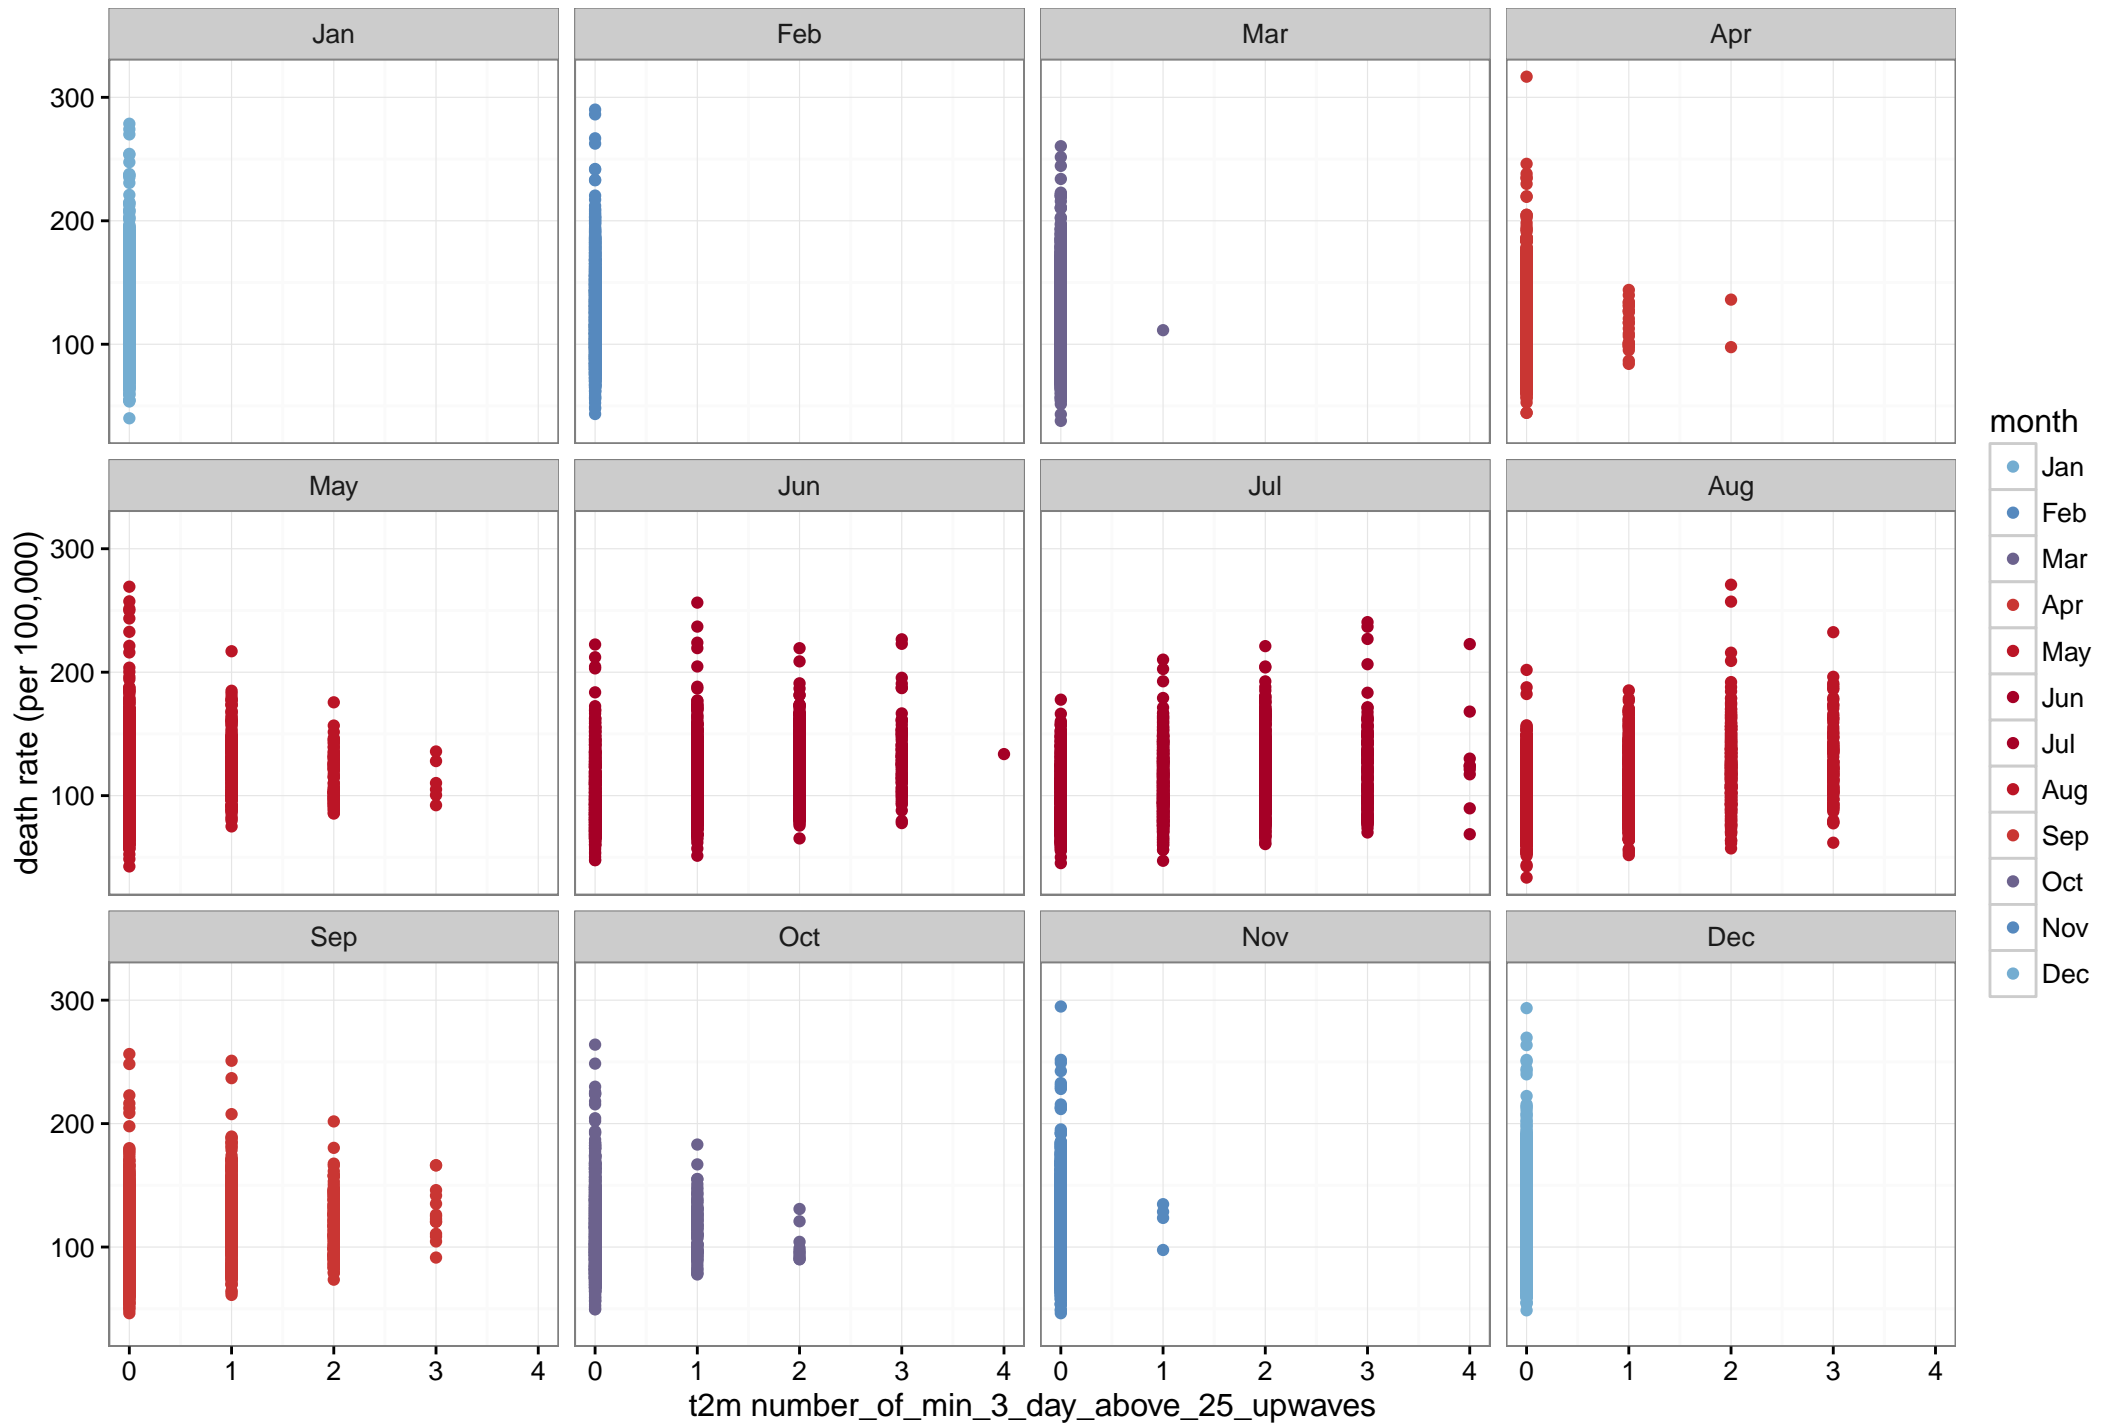 Jan Feb Mar Apr
300
200
100
May Jun Jul Aug
300
200
100
Sep Oct Nov Dec
300
200
100
0 1 2 3 4 0 1 2 3 4 0 1 2 3 4 0 1 2 3 4
t2m number_of_min_3_day_above_25_upwaves
death rate (per 100,000)
month
Jan
Feb
Mar
Apr
May
Jun
Jul
Aug
Sep
Oct
Nov
Dec